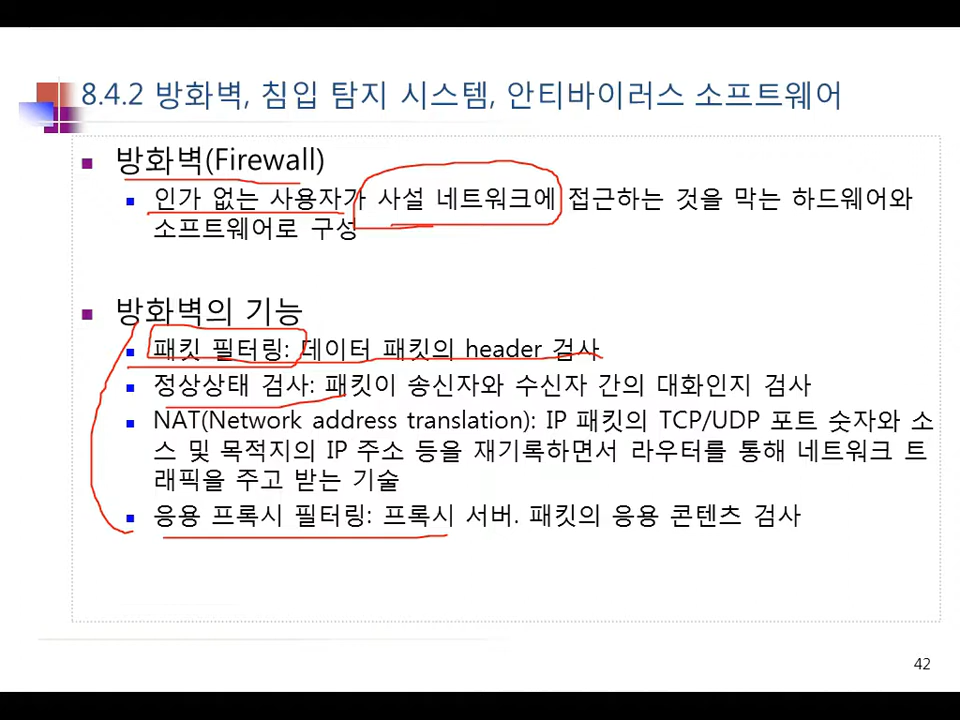 8.4.2 방화벽, 침입 탐지 시스템, 안티바이러스 소프트웨어
방화벽(Firewall)
인가 없는 사용자가 사설 네트워크에 접근하는 것을 막는 하드웨어와
소프트웨어로 구성
방화벽의 기능
패킷 필터링: 데이터 패킷의 header 검사
정상상태 검사: 패킷이 송신자와 수신자 간의 대화인지 검사
NAT(Network address translation): IP 패킷의 TCP/UDP 포트 숫자와 소
스 및 목적지의 IP 주소 등을 재기록하면서 라우터를 통해 네트워크 트
래픽을 주고 받는 기술
응용 프록시 필터링: 프록시 서버. 패킷의 응용 콘텐츠 검사
42